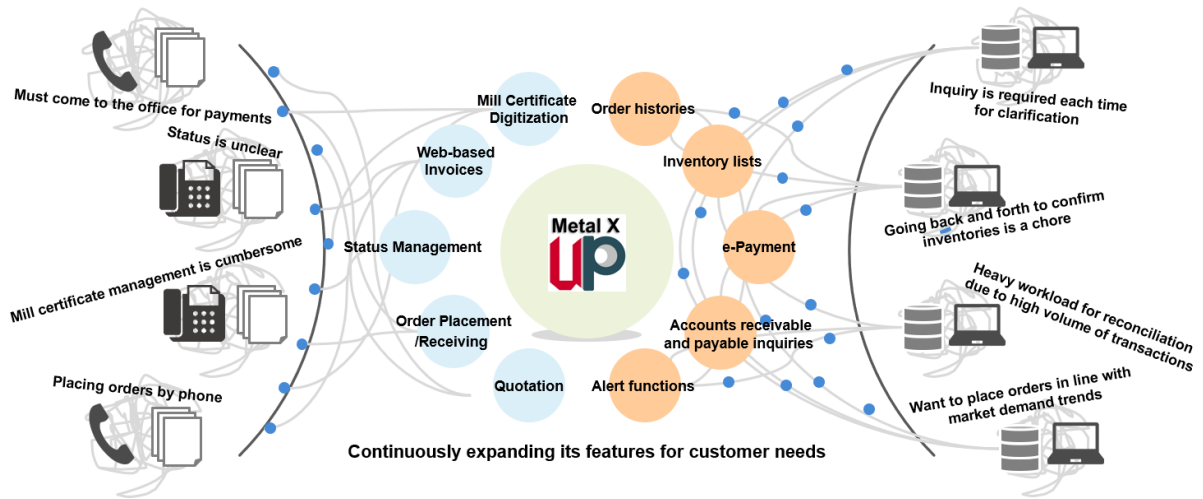 Must come to the office for payments
Status is unclear
Mill certificate management is cumbersome
Placing orders by phone
Mill Certificate
Digitization
Web-based
Invoices
Status Management
Order Placement
/Receiving
Quotation
Metal X
up
Order histories
Inventory lists
e-Payment
Accounts receivable
and payable inquiries
Alert functions
Inquiry is required each time
for clarification
Going back and forth to confirm
inventories is a chore
Heavy workload for reconciliation
due to high volume of transactions
Want to place orders in line with
market demand trends
Continuously expanding its features for customer needs